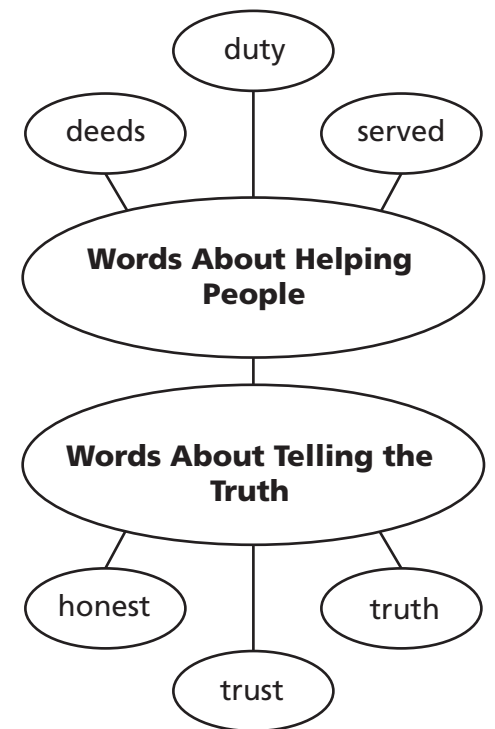 duty
deeds
served
Words About Helping
People
Words About Telling the
Truth
honest
truth
trust